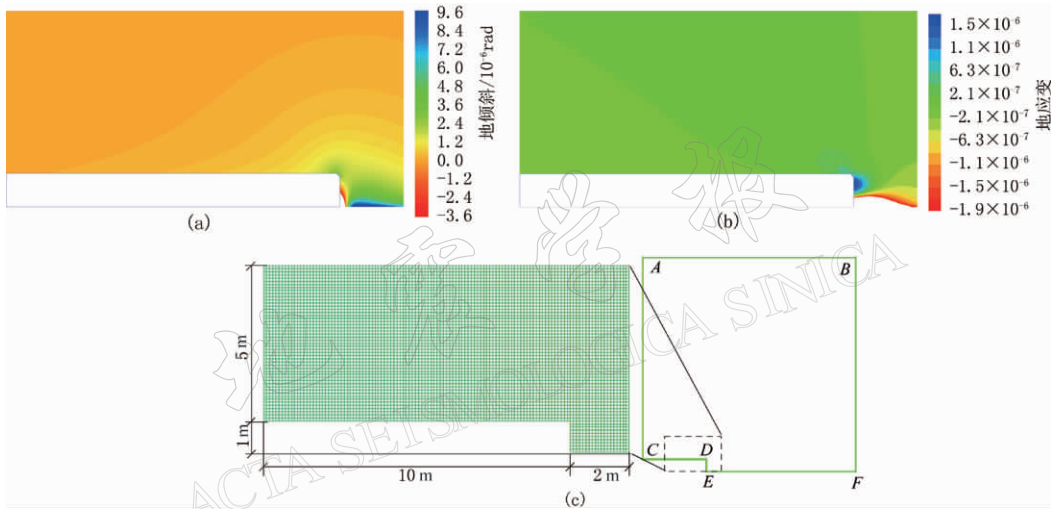 9.6
8.4
7.2
6.0
4.8
3.6
2.4
1.2
0.0
-1.2
-2.4
-3.6
地倾斜/10⁻⁶rad
(a)
1.5×10⁻⁶
1.1×10⁻⁶
6.3×10⁻⁷
2.1×10⁻⁷
-2.1×10⁻⁷
-6.3×10⁻⁷
-1.1×10⁻⁶
-1.5×10⁻⁶
-1.9×10⁻⁶
地应变
(b)
5 m
1 m
10 m
2 m
A
B
C
D
E
F
(c)
地震学报
ACTA SEISMOLOGICA SINICA